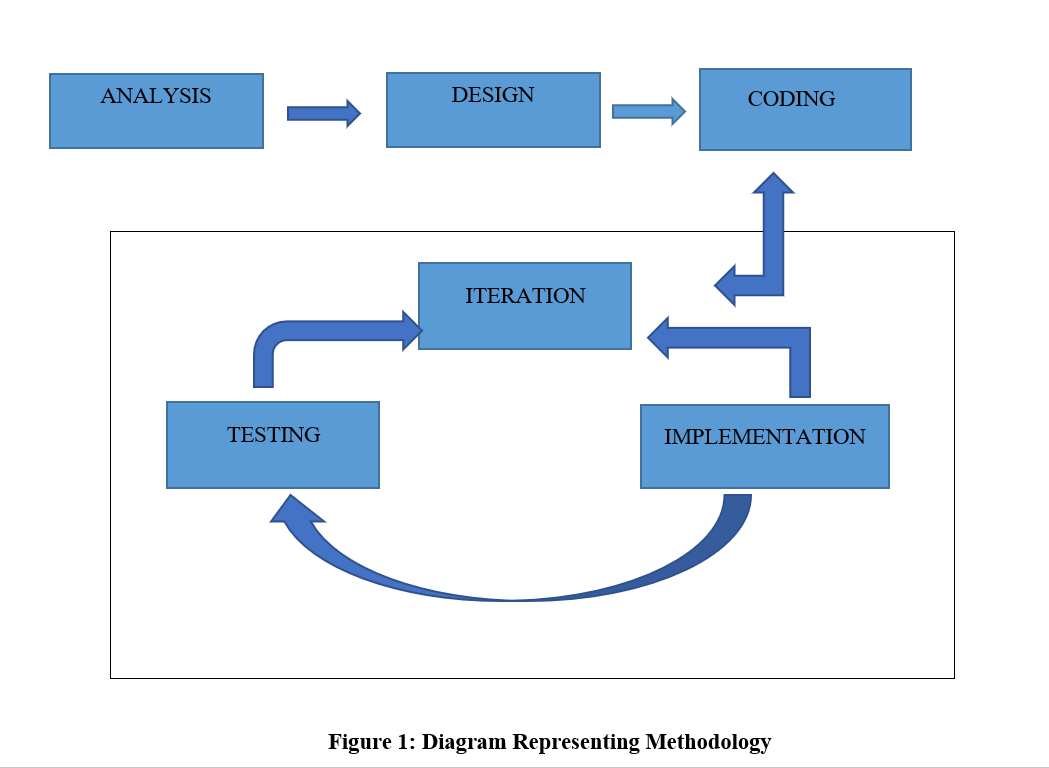 ANALYSIS
DESIGN
CODING
ITERATION
TESTING
IMPLEMENTATION
Figure 1: Diagram Representing Methodology